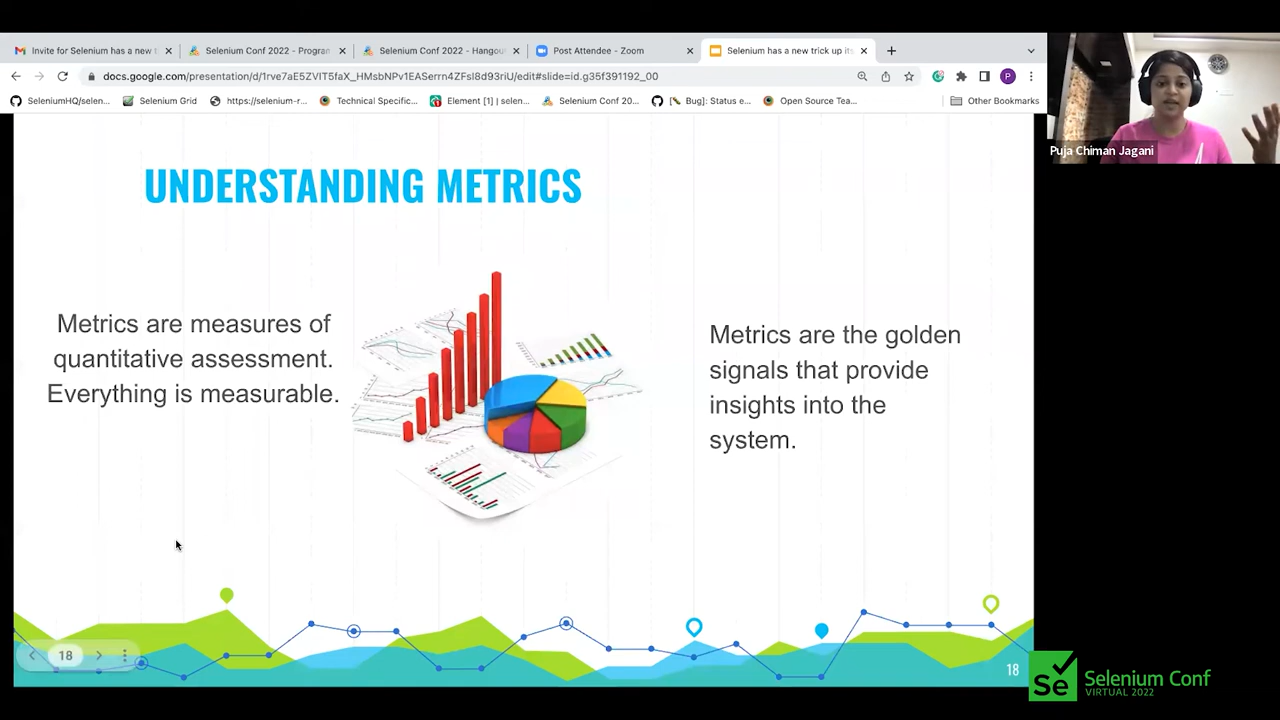 Invite for Selenium has a new t
Selenium Conf 2022 - Program
Selenium Conf 2022 - Hangout
Post Attendee - Zoom
Selenium has a new trick up its
docs.google.com/presentation/d/1rve7aE5ZVIT5faX_HMsbNPv1EASerrn4ZFsl8d93riU/edit#slide=id.g35f391192_00
P
SeleniumHQ/selen...
Selenium Grid
https://selenium-r...
Technical Specific...
Element [] | selen...
Selenium Conf 20...
Bug]: Status e...
Open Source Tea...
Other Bookmarks
Puja Chiman Jagani
UNDERSTANDING METRICS
Metrics are measures of
quantitative assessment.
Everything is measurable.
Metrics are the golden
signals that provide
insights into the
system.
18
18
Se
Selenium Conf
VIRTUAL 2022